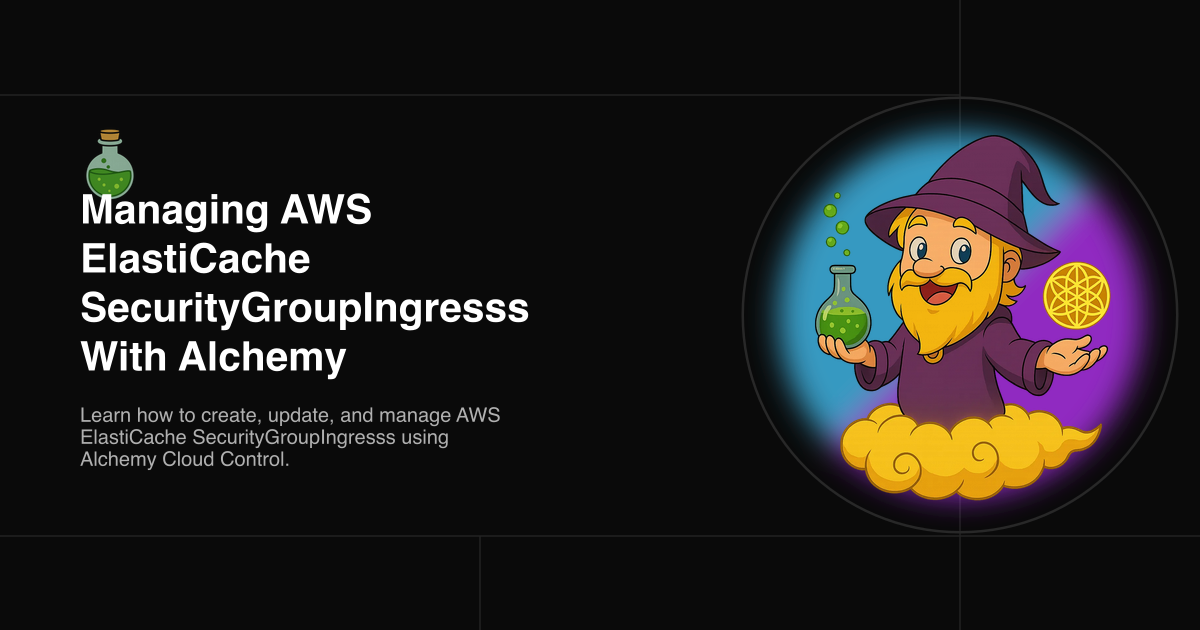 Managing AWS
ElastiCache
SecurityGroupIngresss
With Alchemy
Learn how to create, update, and manage AWS
ElastiCache SecurityGroupIngresss using
Alchemy Cloud Control.